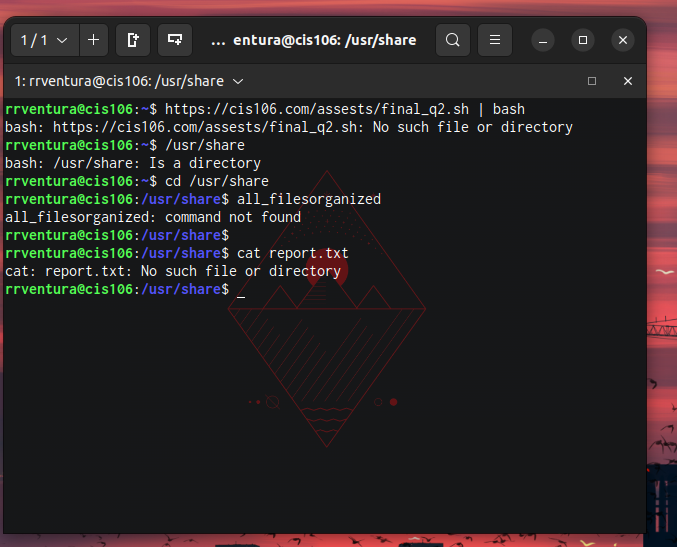 1 / 1
... entura@cis106: /usr/share
1: rrventura@cis106: /usr/share
rrventura@cis106:~$ https://cis106.com/assests/final_q2.sh | bash
bash: https://cis106.com/assests/final_q2.sh: No such file or directory
rrventura@cis106:~$ /usr/share
bash: /usr/share: Is a directory
rrventura@cis106:~$ cd /usr/share
rrventura@cis106:/usr/share$ all_filesorganized
all_filesorganized: command not found
rrventura@cis106:/usr/share$
rrventura@cis106:/usr/share$ cat report.txt
cat: report.txt: No such file or directory
rrventura@cis106:/usr/share$ _